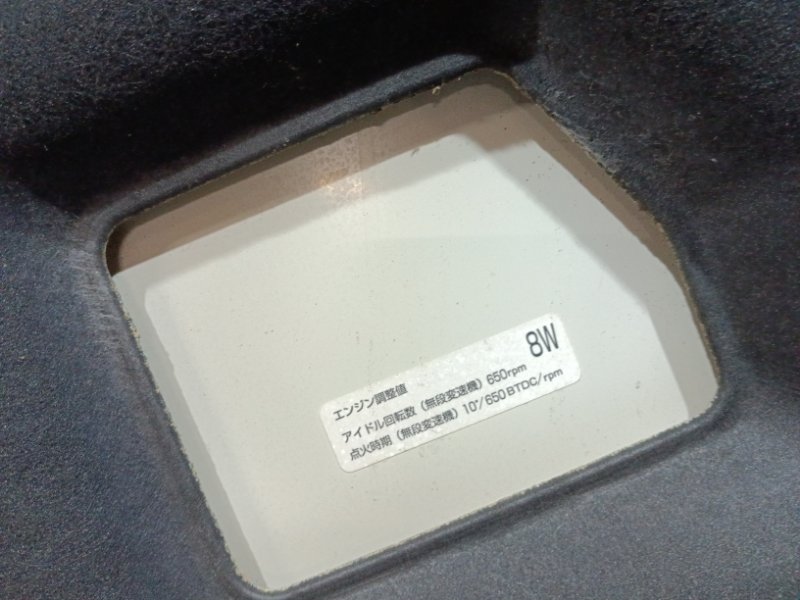 8W
エンジン調整値
アイドル回転数（無段変速機）650rpm
点火時期（無段変速機）10°/650 BTDC/rpm